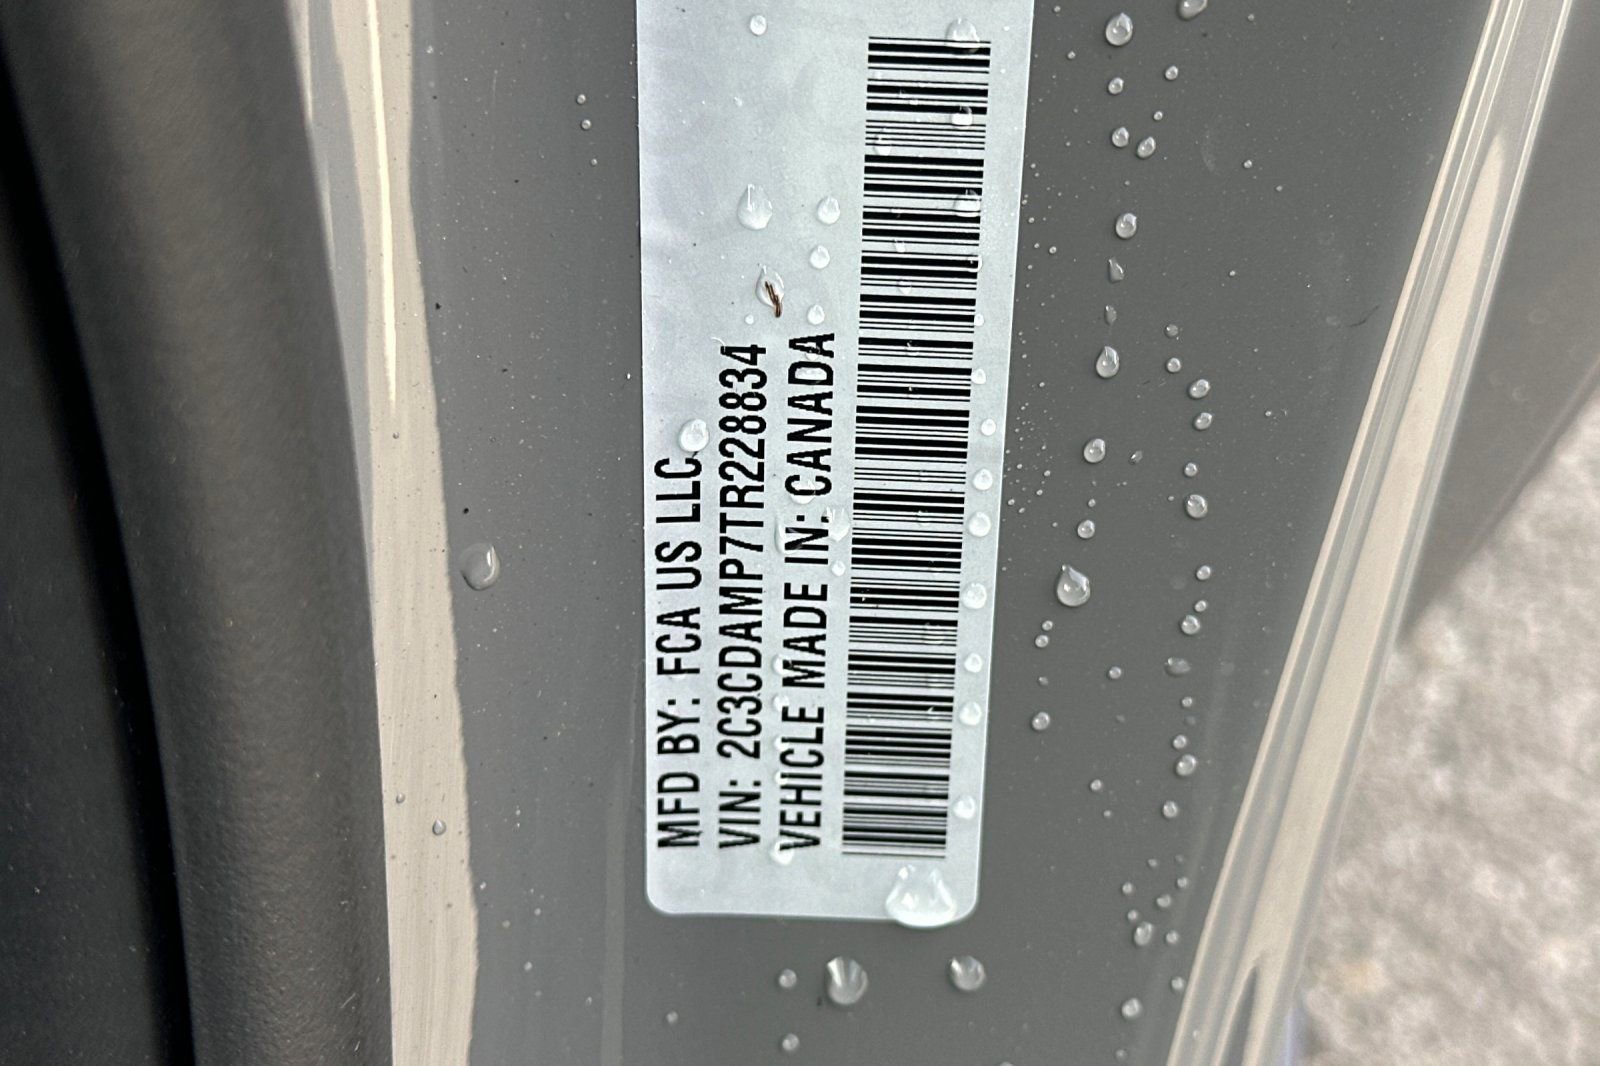 MFD BY: FCA US LLC
VIN: 2C3CDAMP7TR228834
VEHICLE MADE IN: CANADA